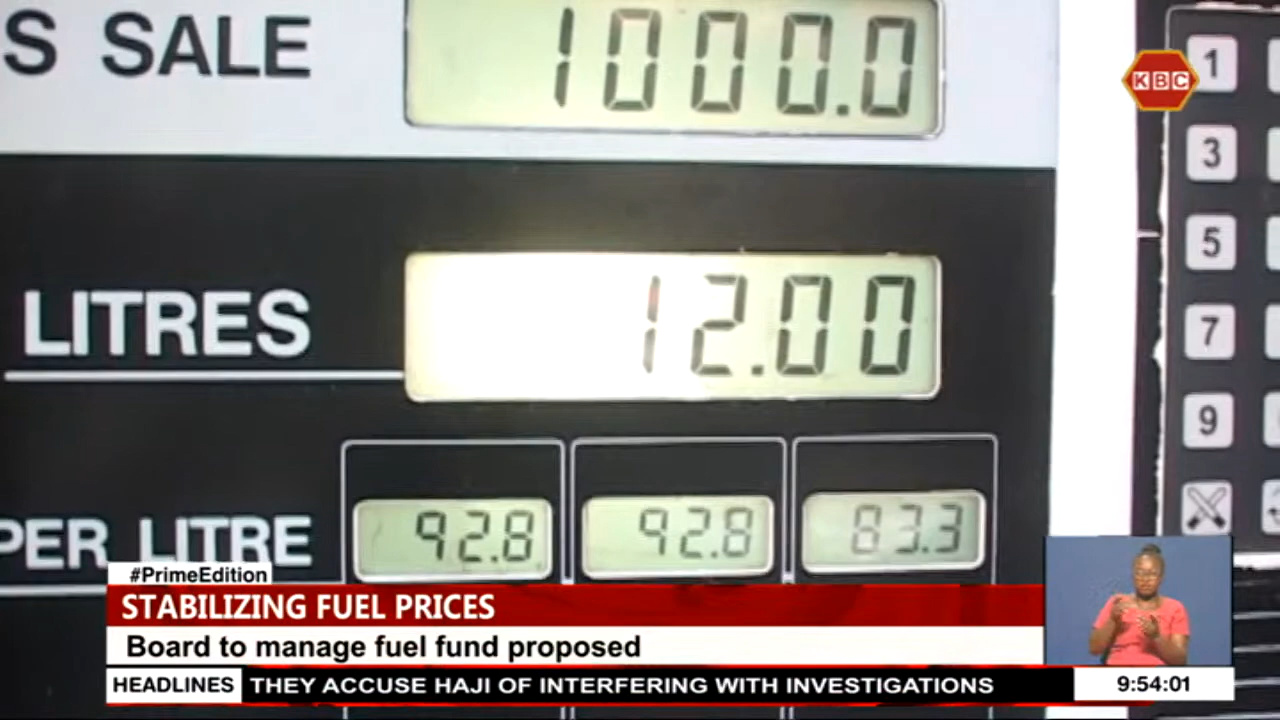 S SALE
1000.0
KBC
1
3
5
7
9
LITRES
12.00
PER LITRE
92.8
92.8
83.3
#PrimeEdition
STABILIZING FUEL PRICES
Board to manage fuel fund proposed
HEADLINES
THEY ACCUSE HAJI OF INTERFERING WITH INVESTIGATIONS
9:54:01